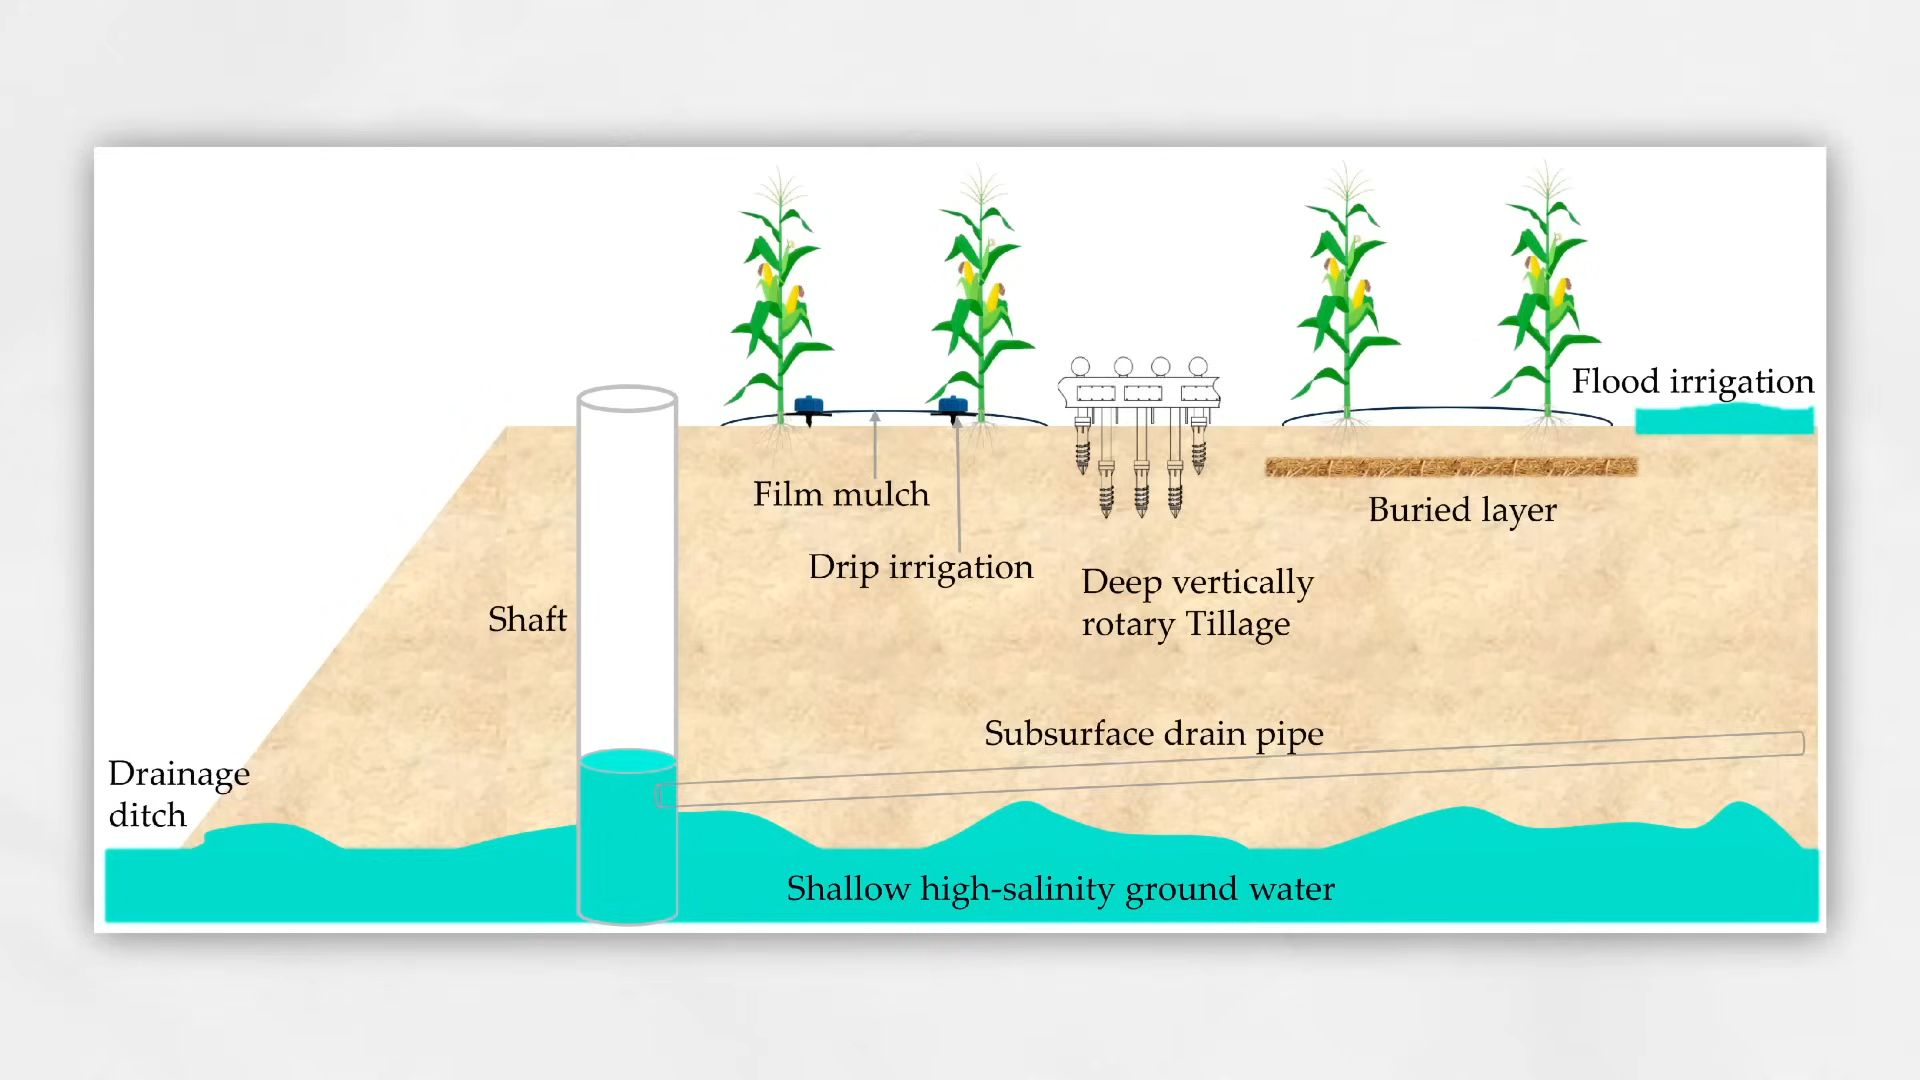 Flood irrigation
Film mulch
Buried layer
Drip irrigation
Deep vertically
rotary Tillage
Shaft
Subsurface drain pipe
Drainage
ditch
Shallow high-salinity ground water